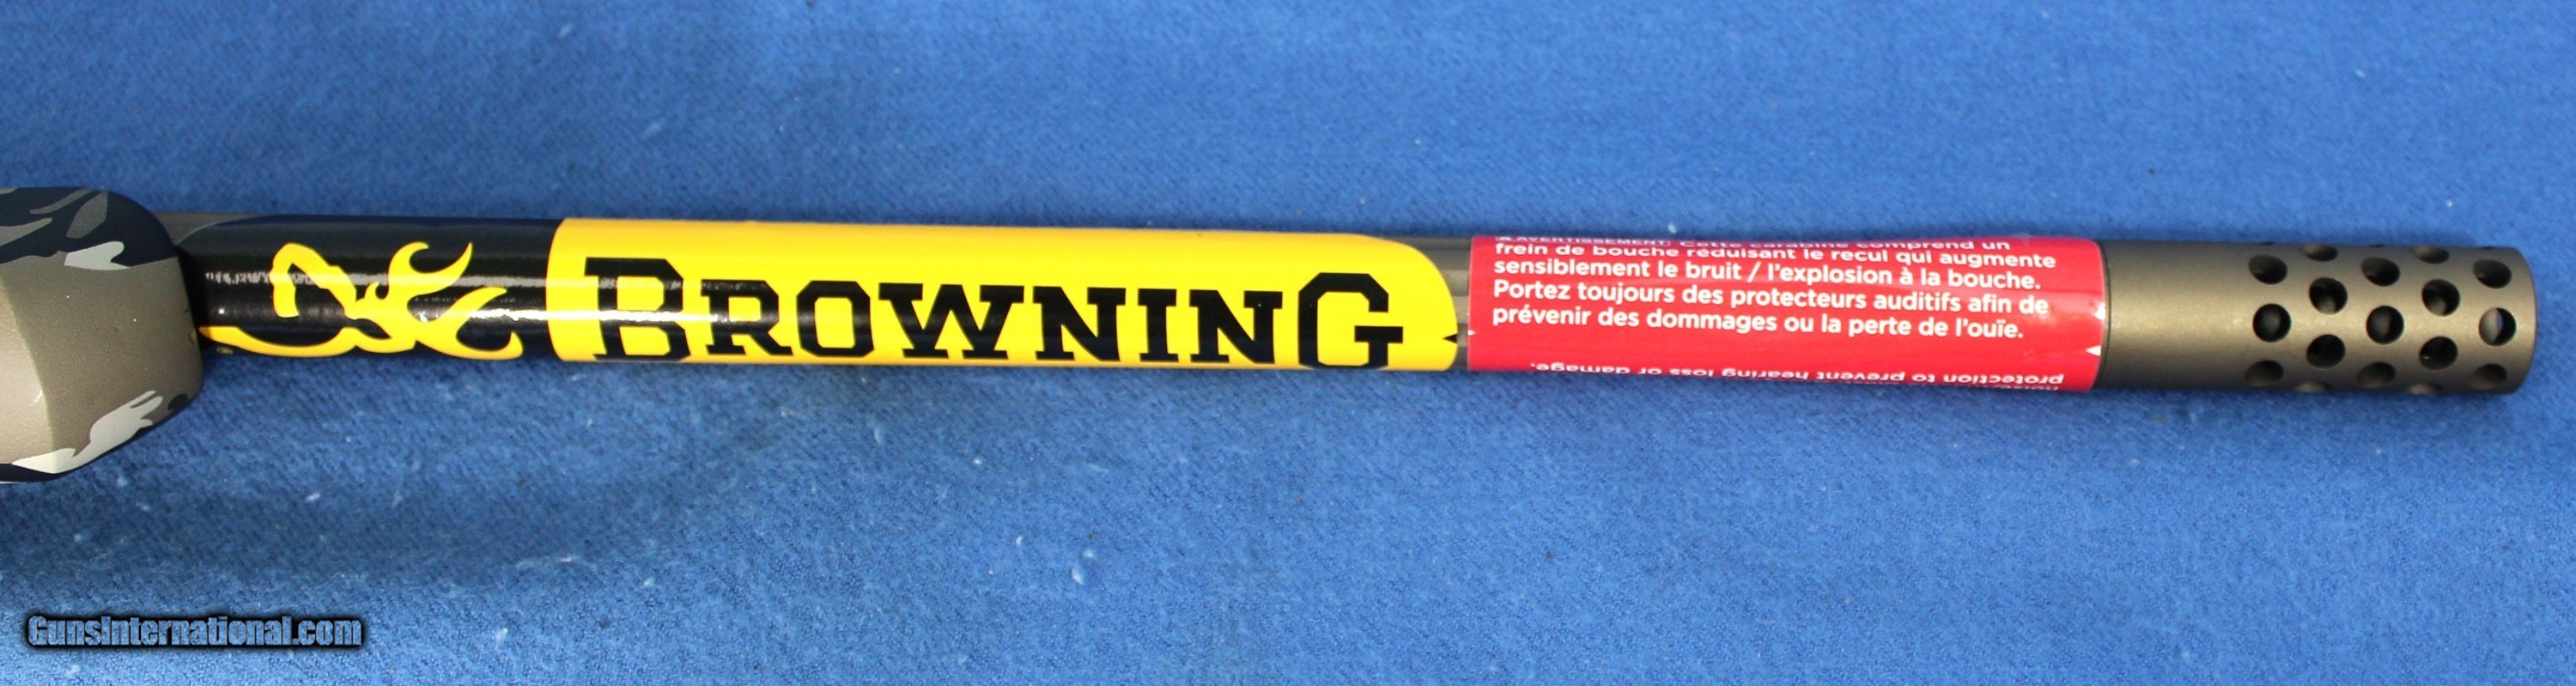 BROWNING
AVERTISSEMENT: Cette carabine comprend un
frein de bouche réduisant le recul qui augmente
sensiblement le bruit / l'explosion à la bouche.
Portez toujours des protecteurs auditifs afin de
prévenir des dommages ou la perte de l'ouïe.
protection to prevent hearing loss or damage.
GunsInternational.com